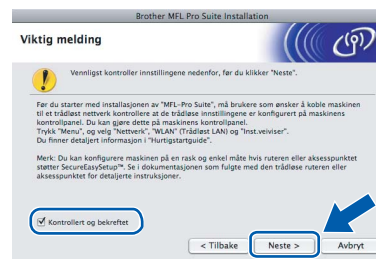 Brother MFL Pro Suite Installation
Viktig melding
Vennligst kontroller innstillingene nedenfor, før du klikker "Neste".
Før du starter med installasjonen av "MFL-Pro Suite", må brukere som ønsker å koble maskinen
til et trådløst nettverk kontrollere at de trådløse innstillingene er konfigurert på maskinens
kontrollpanel. Du kan gjøre dette på maskinens kontrollpanel.
Trykk "Menu", og velg "Nettverk", "WLAN" (Trådløst LAN) og "Inst.veiviser".
Du finner detaljert informasjon i "Hurtigstartguide".
Merk: Du kan konfigurere maskinen på en rask og enkel måte hvis ruteren eller aksesspunktet
støtter SecureEasySetup™. Se i dokumentasjonen som fulgte med den trådløse ruteren eller
aksesspunktet for detaljerte instruksjoner.
Kontrollert og bekreftet
< Tilbake
Neste >
Avbryt